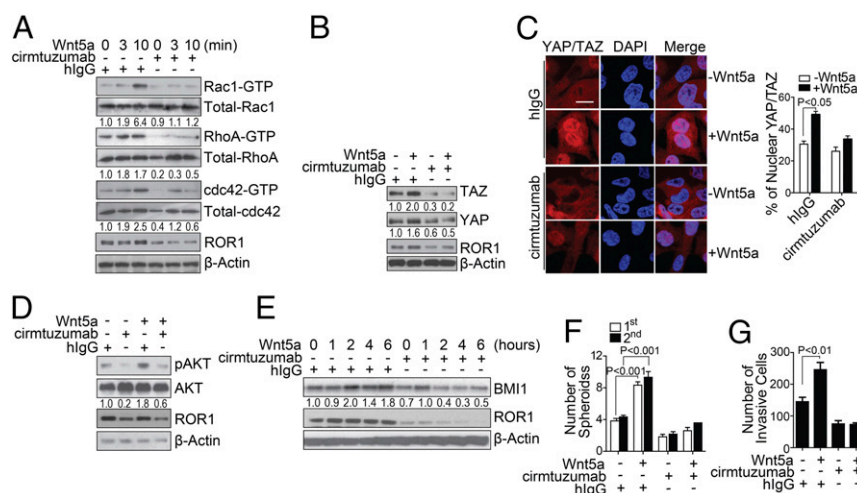 A
Wnt5a 0 3 10 0 3 10 (min)
cirmtuzumab - - - + + +
hIgG + + + - - -
Rac1-GTP
Total-Rac1
1.0 1.9 6.4 0.9 1.1 1.2
RhoA-GTP
Total-RhoA
1.0 1.8 1.7 0.2 0.3 0.5
cdc42-GTP
Total-cdc42
1.0 1.9 2.5 0.4 1.2 0.6
ROR1
β-Actin
B
Wnt5a - + - +
cirmtuzumab - - + +
hIgG + + - -
TAZ
1.0 2.0 0.3 0.2
YAP
1.0 1.6 0.6 0.5
ROR1
β-Actin
C
YAP/TAZ DAPI Merge
hIgG
-Wnt5a
+Wnt5a
cirmtuzumab
-Wnt5a
+Wnt5a
-Wnt5a
+Wnt5a
P<0.05
% of Nuclear YAP/TAZ
60
40
20
0
hIgG
cirmtuzumab
D
Wnt5a - - + +
cirmtuzumab - + - +
hIgG + - + -
pAKT
AKT
1.0 0.2 1.8 0.6
ROR1
β-Actin
E
Wnt5a 0 1 2 4 6 0 1 2 4 6 (hours)
cirmtuzumab - - - - - + + + + +
hIgG + + + + + - - - - -
BMI1
1.0 0.9 2.0 1.4 1.8 0.7 1.0 0.4 0.3 0.5
ROR1
β-Actin
F
1st
2nd
P<0.001
P<0.001
Number of
Spheroidss
12
8
4
0
Wnt5a - + - +
cirmtuzumab - - + +
hIgG + + - -
G
P<0.01
Number of
Invasive Cells
300
200
100
0
Wnt5a - + - +
cirmtuzumab - - + +
hIgG + + - -